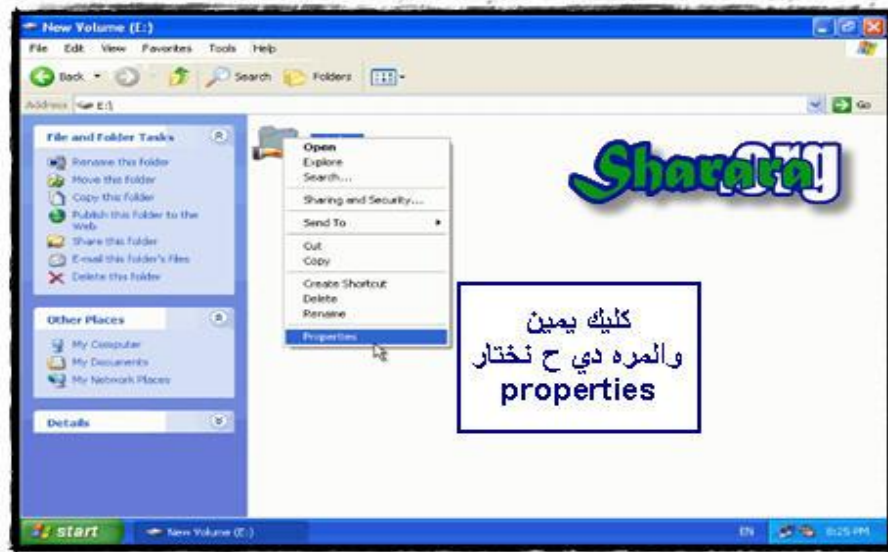 New Volume (E:)
File Edit View Favorites Tools Help
Back Search Folders
Address E:\ Go
File and Folder Tasks
Rename this folder
Move this folder
Copy this folder
Publish this folder to the
Web
Share this folder
E-mail this folder's files
Delete this folder
Other Places
My Computer
My Documents
My Network Places
Details
Open
Explore
Search...
Sharing and Security...
Send To
Cut
Copy
Create Shortcut
Delete
Rename
Properties
Sharara
org
كليك يمين
والمره دي ح نختار
properties
start New Volume (E:) EN 8:25 PM